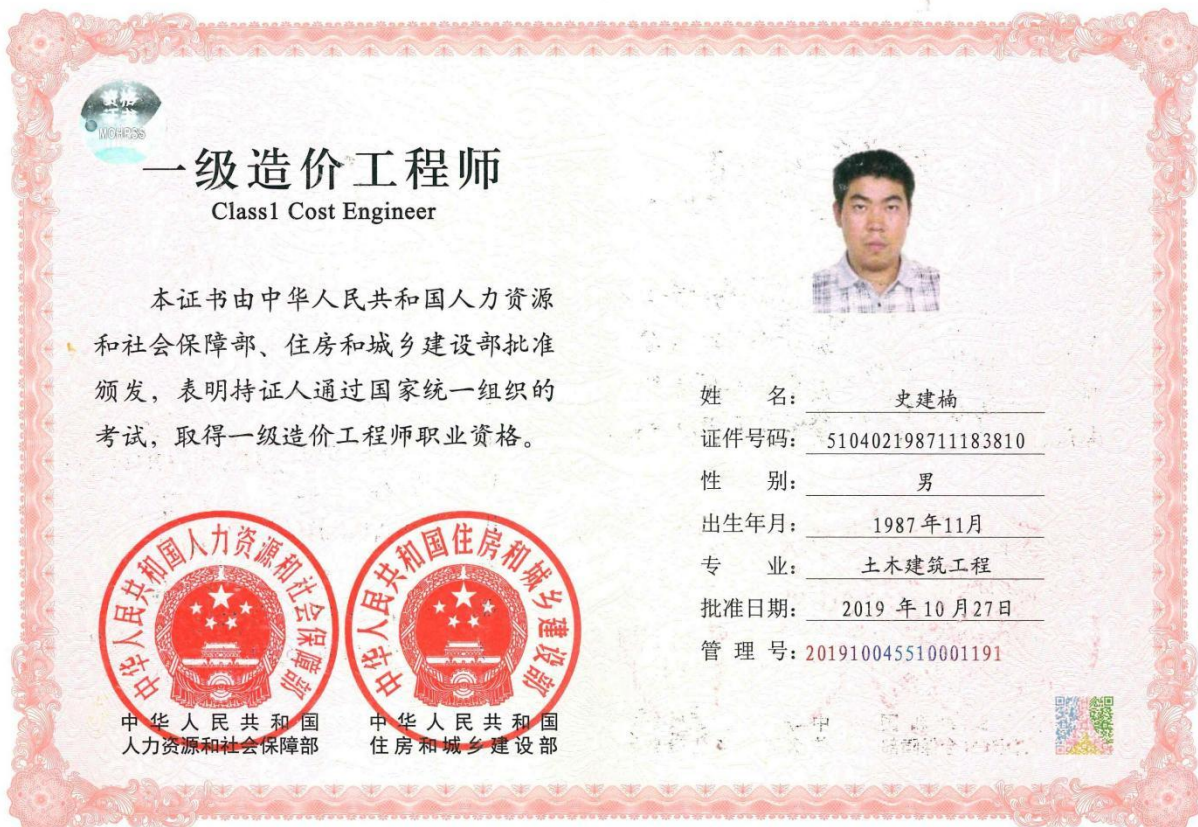 资格
MOHRSS
一级造价工程师
Class1 Cost Engineer
本证书由中华人民共和国人力资源
和社会保障部、住房和城乡建设部批准
颁发，表明持证人通过国家统一组织的
考试，取得一级造价工程师职业资格。
中华人民共和国人力资源和社会保障部
中华人民共和国住房和城乡建设部
中华人民共和国
人力资源和社会保障部
中华人民共和国
住房和城乡建设部
姓 名：史建楠
证件号码：510402198711183810
性 别：男
出生年月：1987年11月
专 业：土木建筑工程
批准日期：2019 年 10 月27日
管 理 号：201910045510001191
中